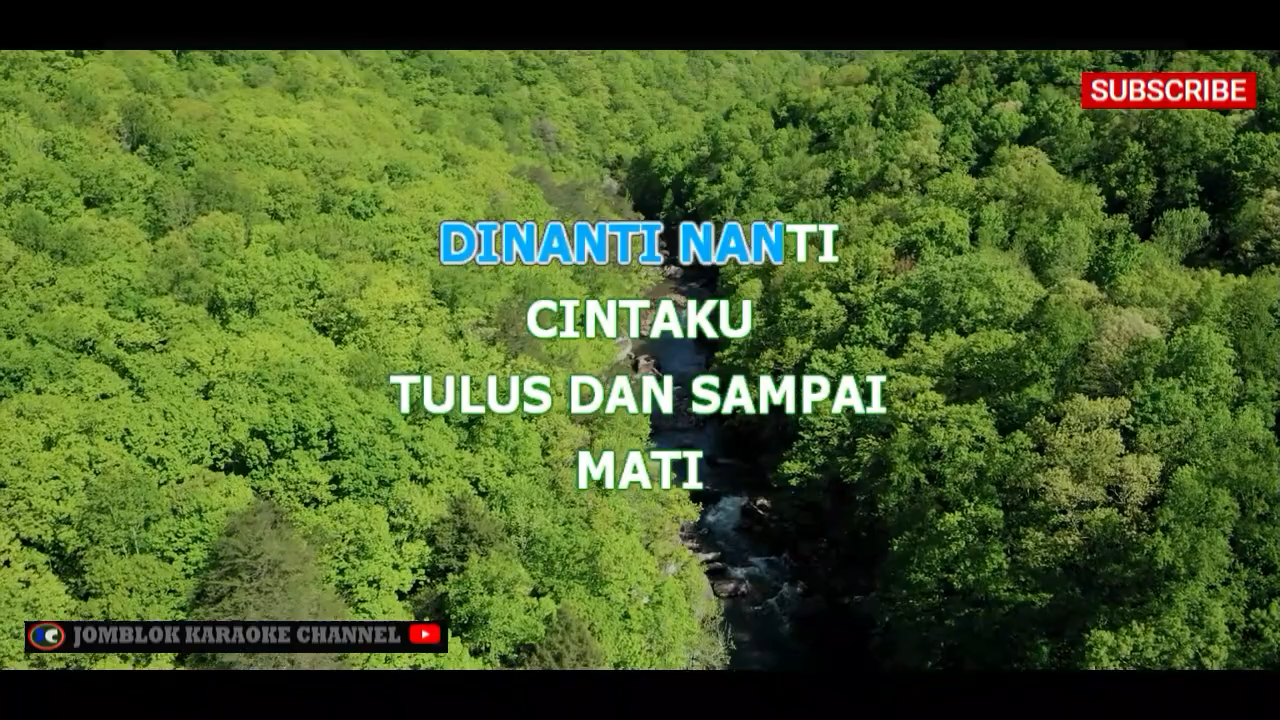 SUBSCRIBE
DINANTI NANTI
CINTAKU
TULUS DAN SAMPAI
MATI
JOMBLOK KARAOKE CHANNEL